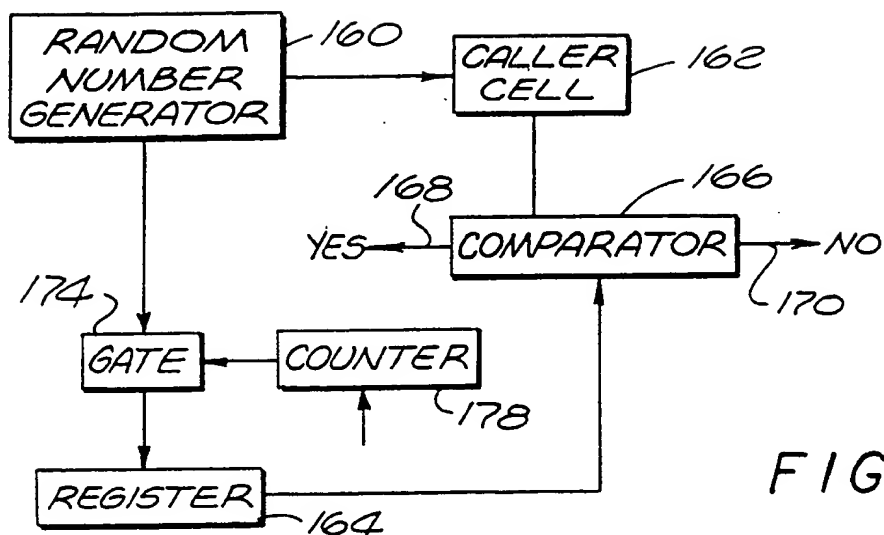 RANDOM
NUMBER
GENERATOR
160
CALLER
CELL
162
166
168
YES
COMPARATOR
NO
170
174
GATE
COUNTER
178
REGISTER
164
FIG